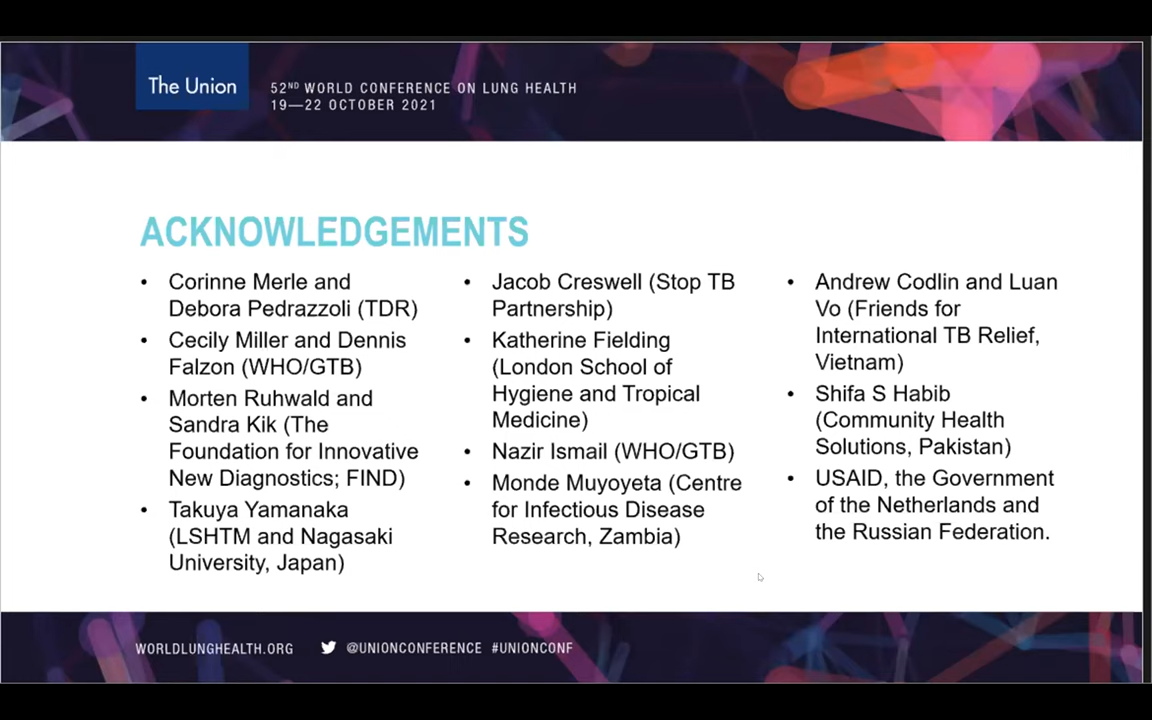 The Union
52ND WORLD CONFERENCE ON LUNG HEALTH
19—22 OCTOBER 2021
ACKNOWLEDGEMENTS
• Corinne Merle and
Debora Pedrazzoli (TDR)
• Cecily Miller and Dennis
Falzon (WHO/GTB)
• Morten Ruhwald and
Sandra Kik (The
Foundation for Innovative
New Diagnostics; FIND)
• Takuya Yamanaka
(LSHTM and Nagasaki
University, Japan)
• Jacob Creswell (Stop TB
Partnership)
• Katherine Fielding
(London School of
Hygiene and Tropical
Medicine)
• Nazir Ismail (WHO/GTB)
• Monde Muyoyeta (Centre
for Infectious Disease
Research, Zambia)
• Andrew Codlin and Luan
Vo (Friends for
International TB Relief,
Vietnam)
• Shifa S Habib
(Community Health
Solutions, Pakistan)
• USAID, the Government
of the Netherlands and
the Russian Federation.
WORLDLUNGHEALTH.ORG
@UNIONCONFERENCE #UNIONCONF